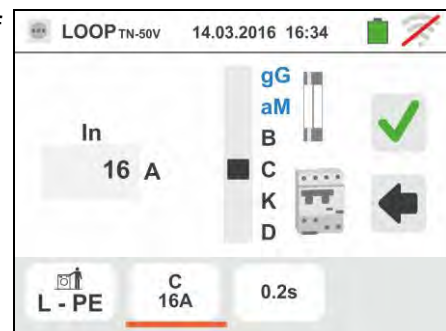 LOOP TN-50V 14.03.2016 16:34
gG
aM
In
B
16 A
C
K
D
L - PE
C
16A
0.2s